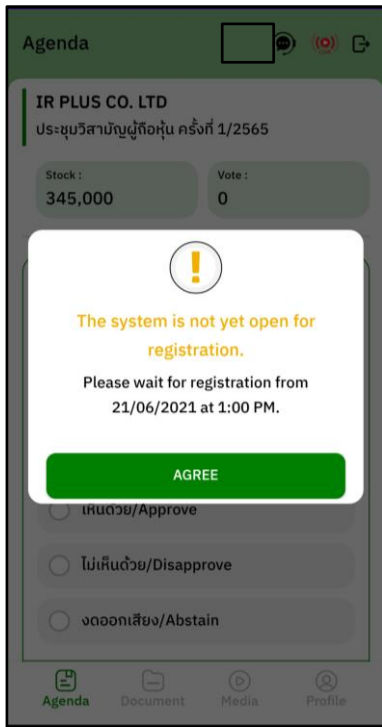 Agenda
IR PLUS CO. LTD
ประชุมวิสามัญผู้ถือหุ้น ครั้งที่ 1/2565
Stock :
Vote :
345,000
0
The system is not yet open for
registration.
Please wait for registration from
21/06/2021 at 1:00 PM.
AGREE
เห็นด้วย/Approve
ไม่เห็นด้วย/Disapprove
งดออกเสียง/Abstain
Agenda
Document
Media
Profile